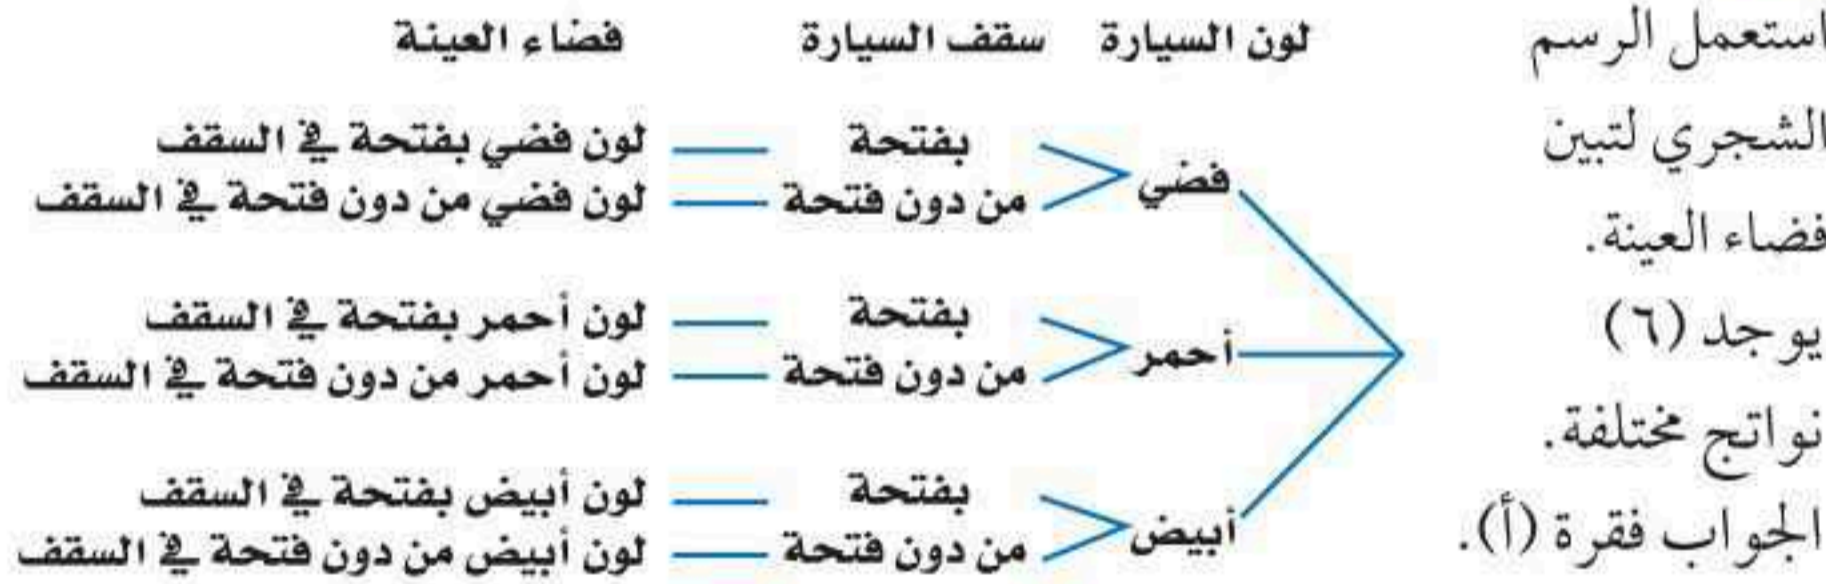 استعمل الرسم
الشجري لتبين
فضاء العينة.
يوجد (٦)
نواتج مختلفة.
الجواب فقرة (أ).
لون السيارة سقف السيارة فضاء العينة
فضي
بفتحة لون فضي بفتحة في السقف
من دون فتحة لون فضي من دون فتحة في السقف
أحمر
بفتحة لون أحمر بفتحة في السقف
من دون فتحة لون أحمر من دون فتحة في السقف
أبيض
بفتحة لون أبيض بفتحة في السقف
من دون فتحة لون أبيض من دون فتحة في السقف